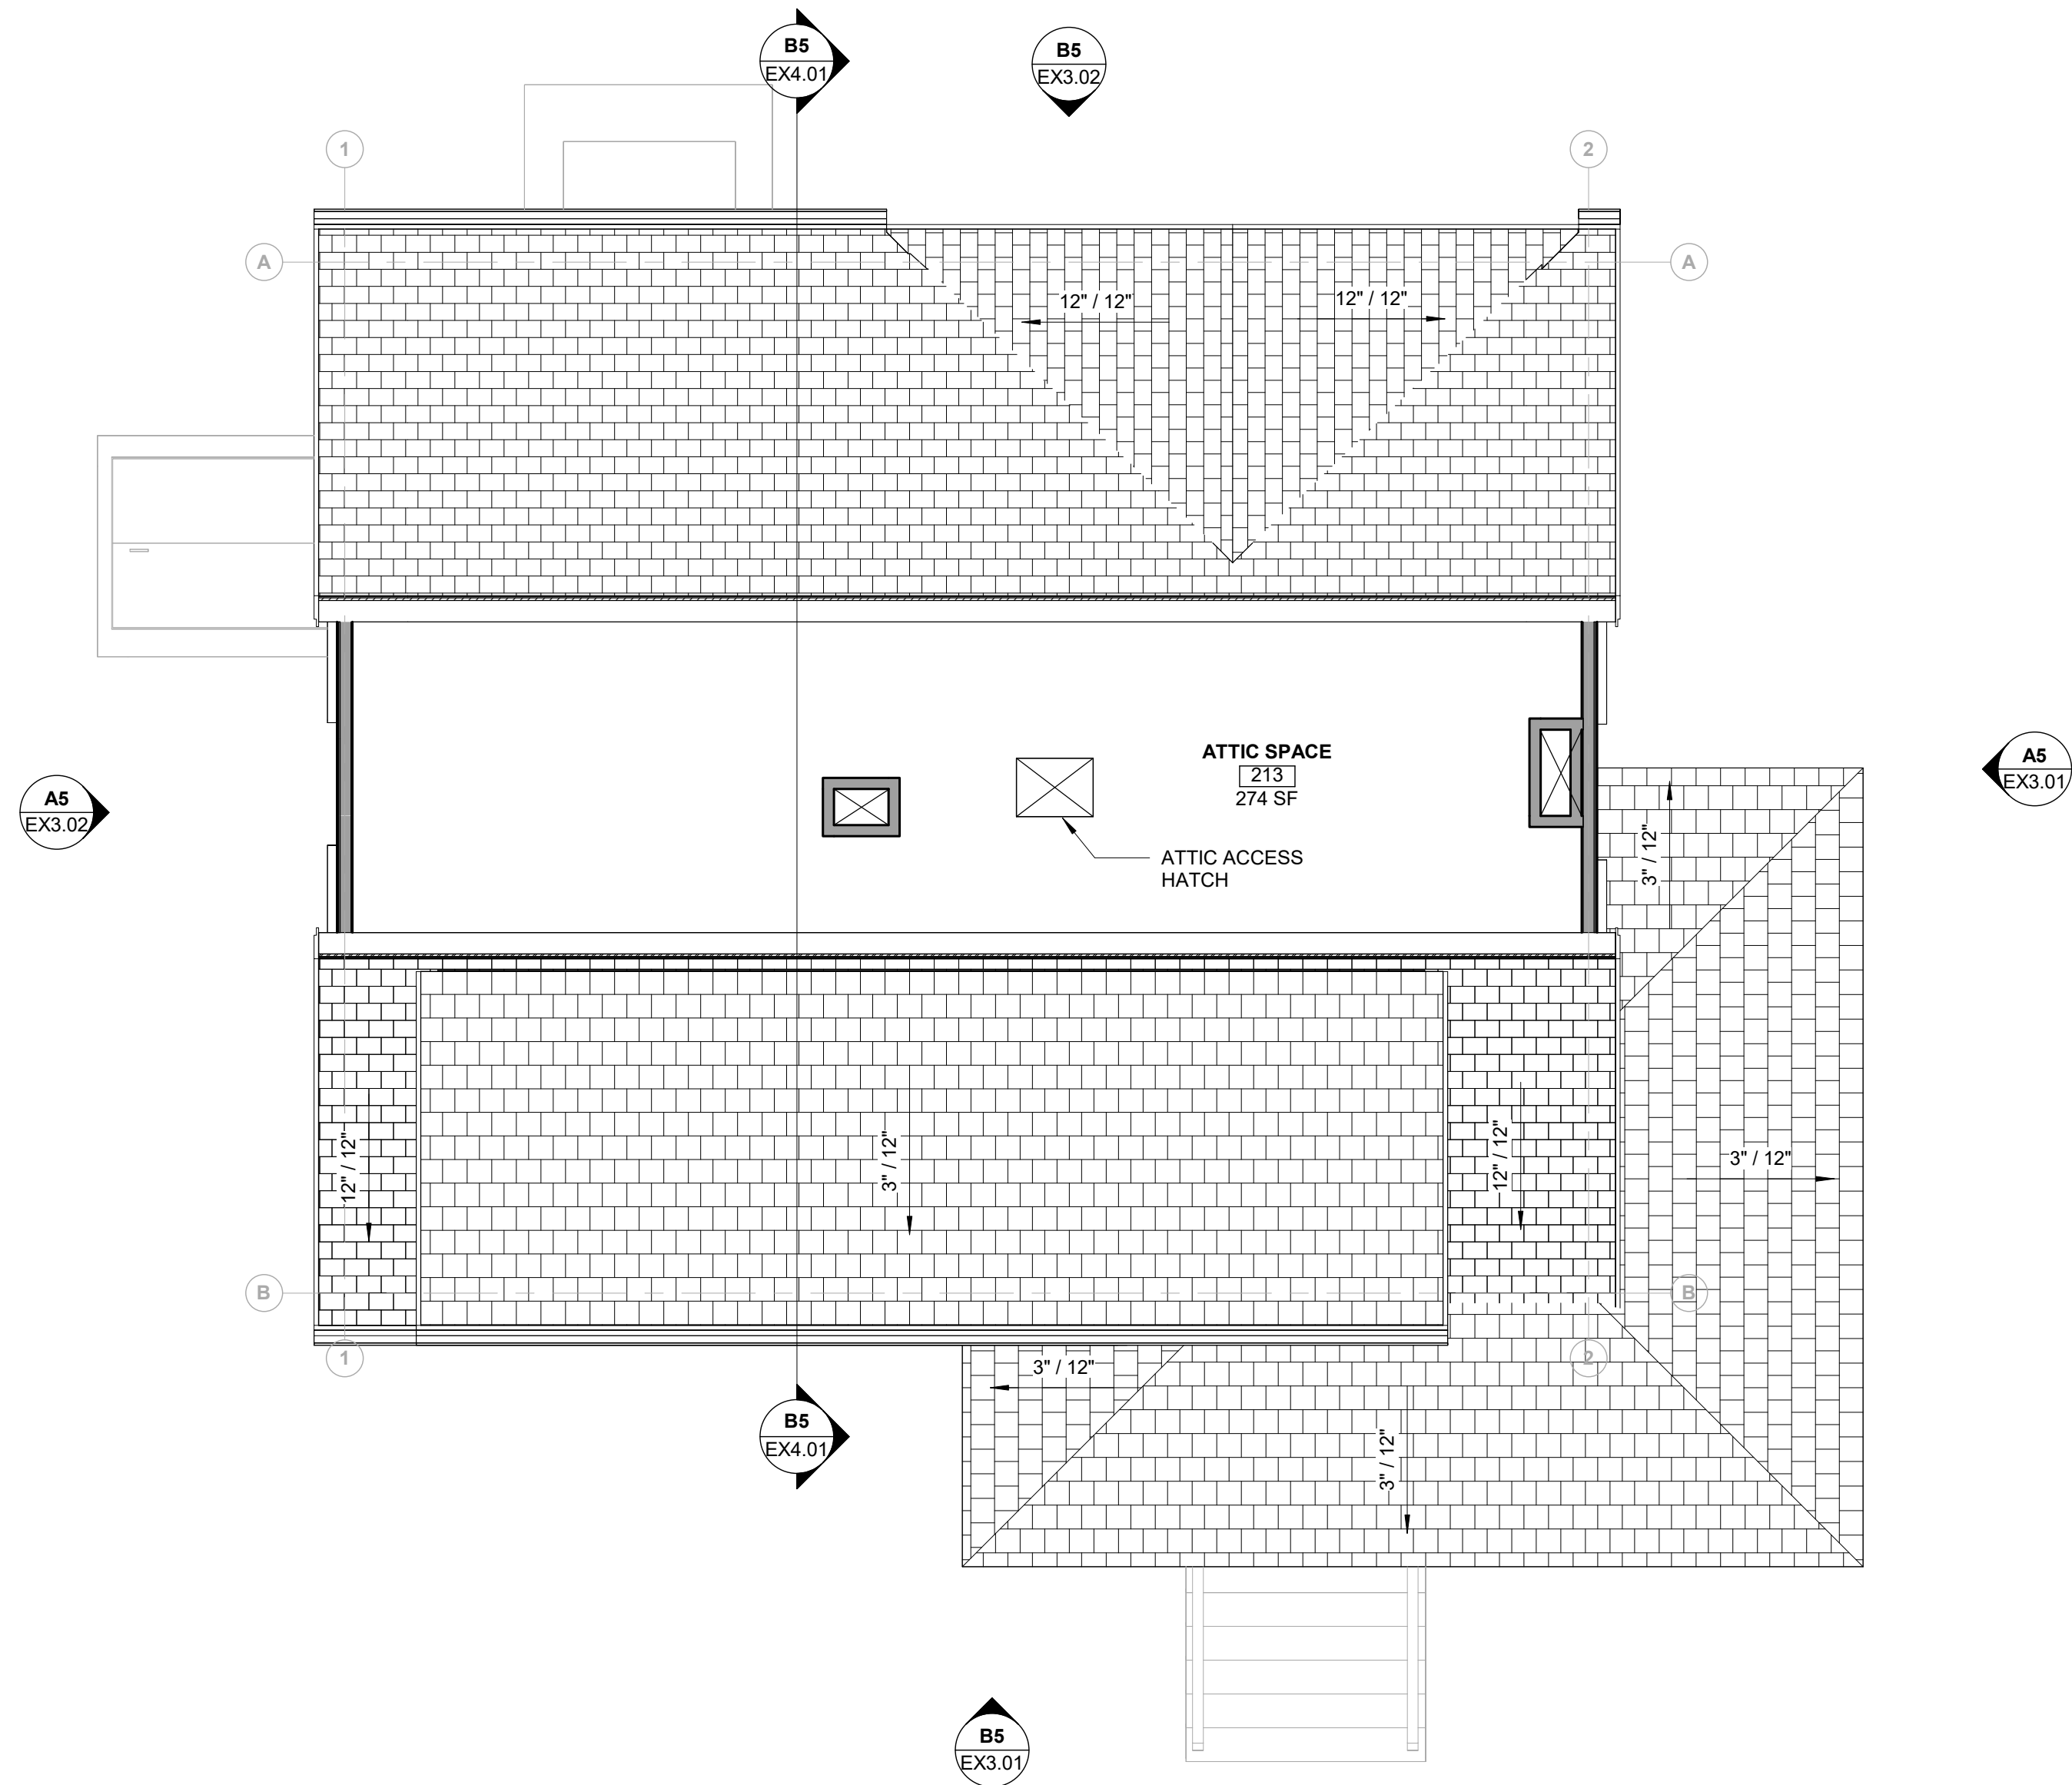 B5
EX4.01
B5
EX3.02
1
2
A
A
12" / 12"
12" / 12"
ATTIC SPACE
213
274 SF
A5
EX3.02
A5
EX3.01
ATTIC ACCESS
HATCH
3" / 12"
12" / 12"
3" / 12"
12" / 12"
3" / 12"
B
B
1
2
3" / 12"
3" / 12"
B5
EX4.01
B5
EX3.01